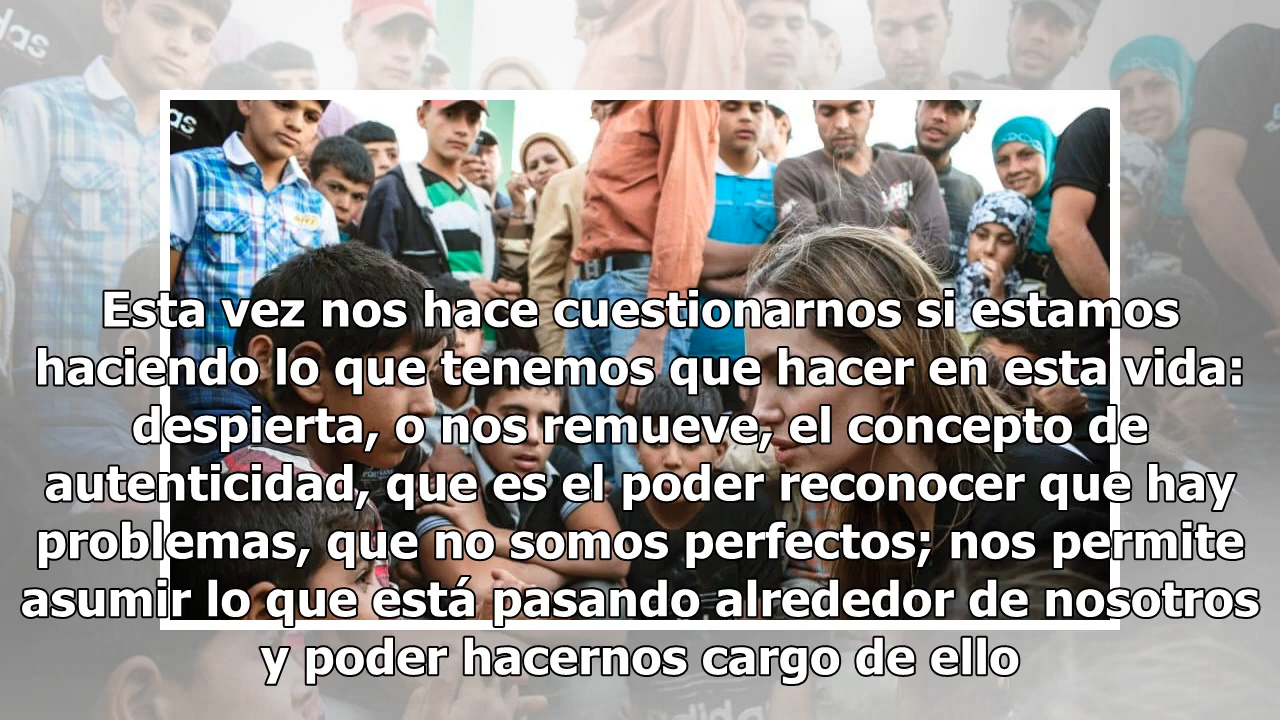 das
as
Esta vez nos hace cuestionarnos si estamos
haciendo lo que tenemos que hacer en esta vida:
despierta, o nos remueve, el concepto de
autenticidad, que es el poder reconocer que hay
problemas, que no somos perfectos; nos permite
asumir lo que está pasando alrededor de nosotros
y poder hacernos cargo de ello